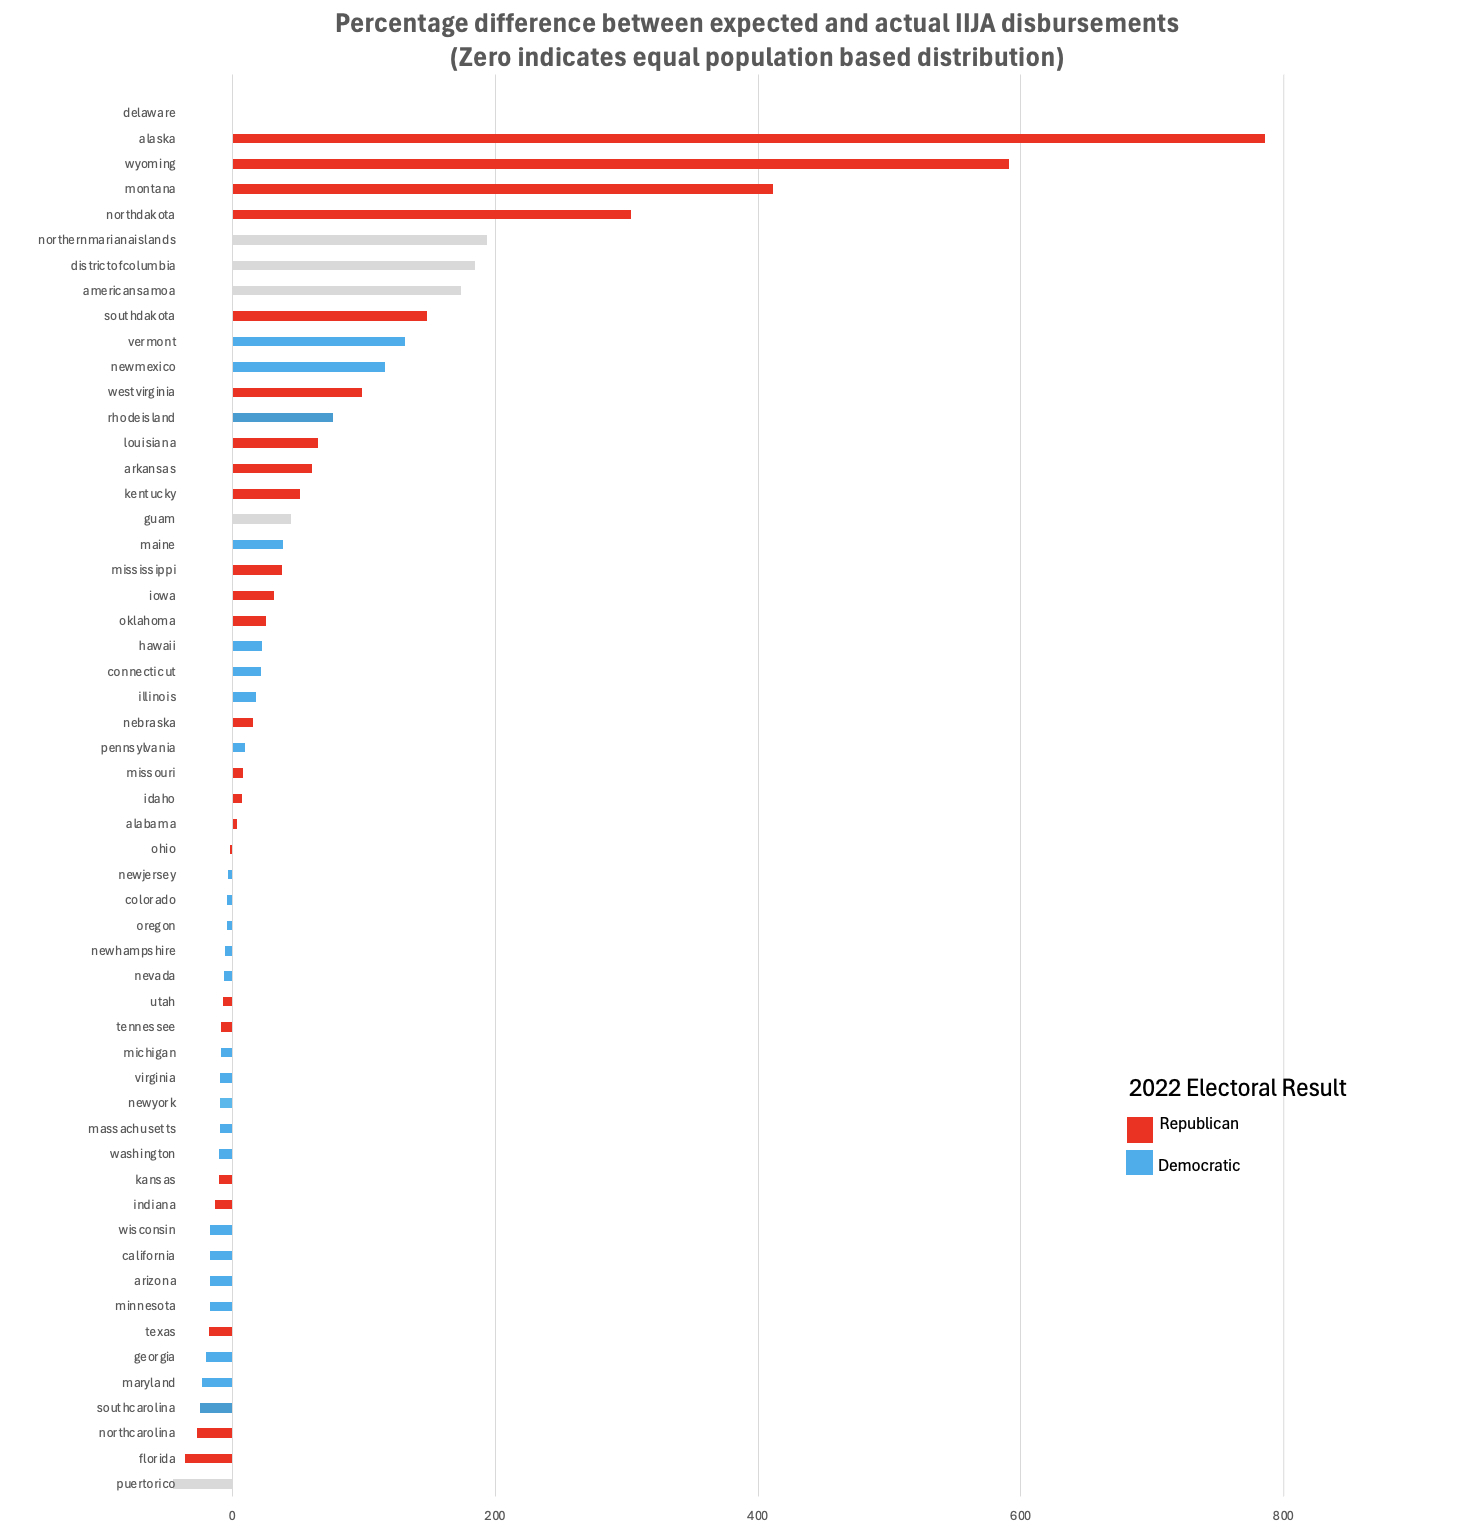 Percentage difference between expected and actual IIJA disbursements
(Zero indicates equal population based distribution)
delaware
alaska
wyoming
montana
northdakota
northernmarianaislands
districtofcolumbia
americansamoa
southdakota
vermont
newmexico
westvirginia
rhodeisland
louisiana
arkansas
kentucky
guam
maine
mississippi
iowa
oklahoma
hawaii
connecticut
illinois
nebraska
pennsylvania
missouri
idaho
alabama
ohio
newjersey
colorado
oregon
newhampshire
nevada
utah
tennessee
michigan
virginia
newyork
massachusetts
washington
kansas
indiana
wisconsin
california
arizona
minnesota
texas
georgia
maryland
southcarolina
northcarolina
florida
puertorico
0 200 400 600 800
2022 Electoral Result
Republican
Democratic